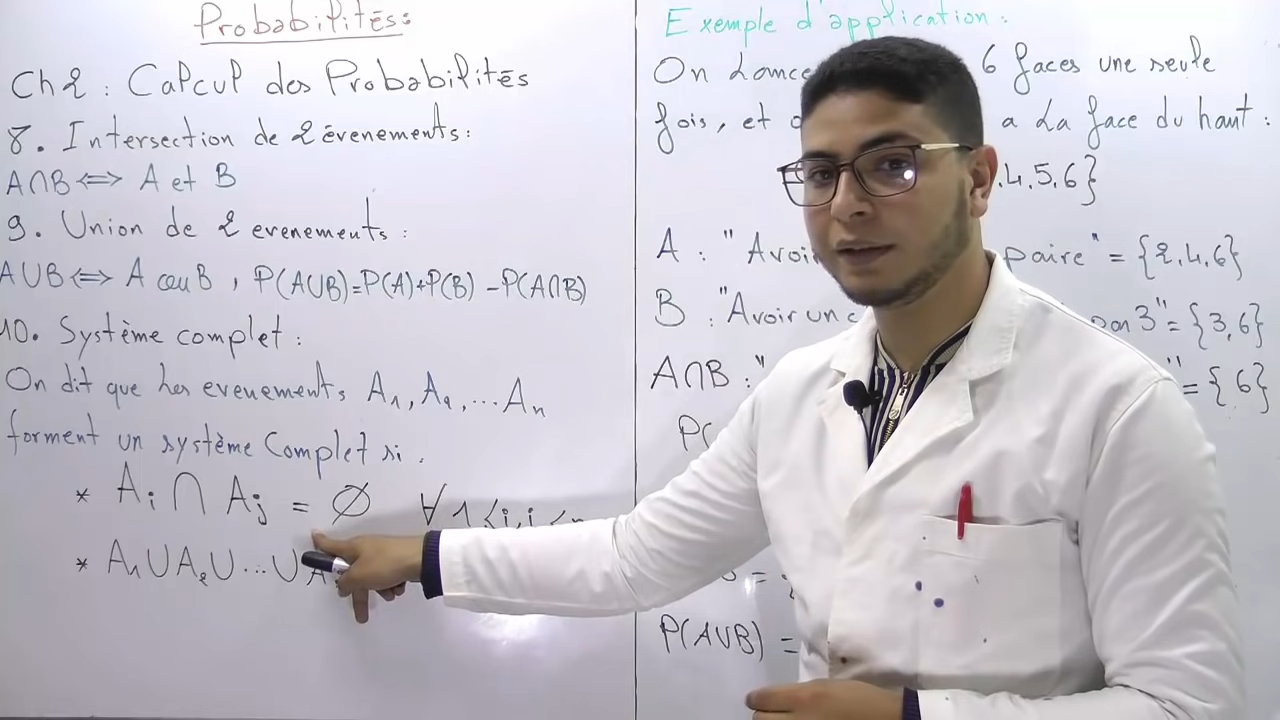 Probabilités:
Ch2 : Calcul des Probabilités
8. Intersection de 2 évenements:
A∩B ⟺ A et B
9. Union de 2 evenements :
A∪B ⟺ A ou B , P(A∪B)=P(A)+P(B) -P(A∩B)
10. Système complet :
On dit que les evenements A₁, A₂, ... Aₙ
forment un système Complet si :
* Aᵢ ∩ Aⱼ = ∅ ∀ 1 ≤ i,j ≤
* A₁∪A₂∪...∪A
Exemple d'application :
On Lance 6 faces une seule
fois, et a La face du haut :
.4.5.6}
A : "Avoir paire" = {2.4.6}
B : "Avoir un 3" = {3,6}
A∩B : " " = {6}
P(
=
P(A∪B) =